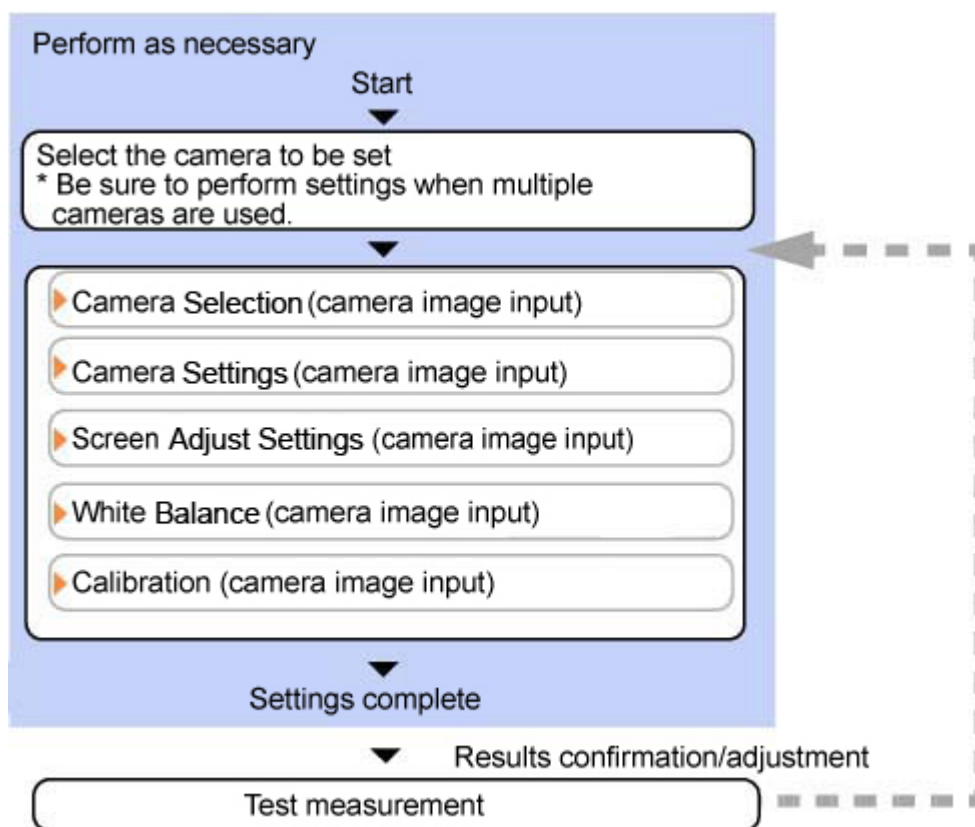 Perform as necessary
Start
Select the camera to be set
* Be sure to perform settings when multiple
cameras are used.
Camera Selection (camera image input)
Camera Settings (camera image input)
Screen Adjust Settings (camera image input)
White Balance (camera image input)
Calibration (camera image input)
Settings complete
Results confirmation/adjustment
Test measurement